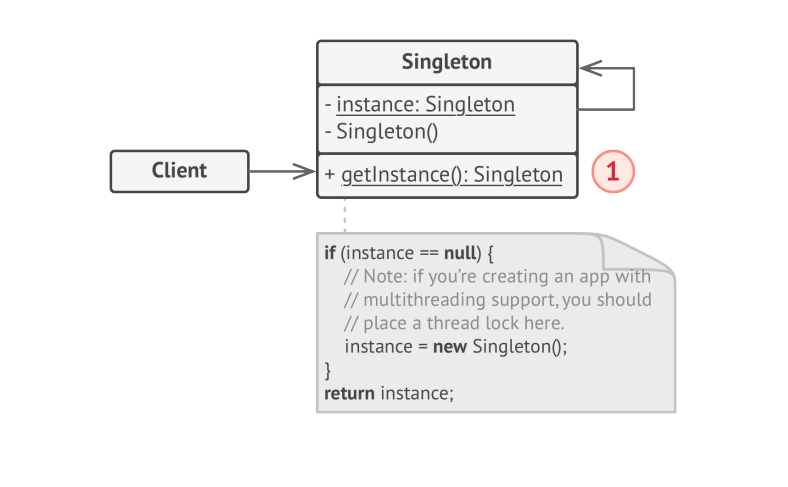 Singleton
- instance: Singleton
- Singleton()
Client
+ getInstance(): Singleton
1
if (instance == null) {
// Note: if you’re creating an app with
// multithreading support, you should
// place a thread lock here.
instance = new Singleton();
}
return instance;